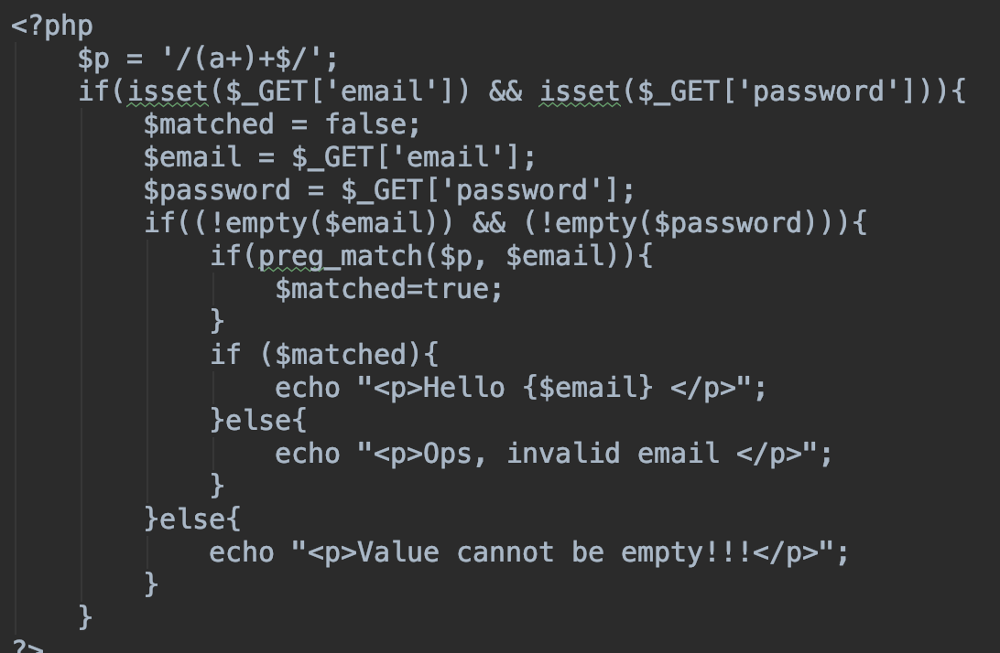 <?php
$p = '/(a+)+$/';
if(isset($_GET['email']) && isset($_GET['password'])){
$matched = false;
$email = $_GET['email'];
$password = $_GET['password'];
if((!empty($email)) && (!empty($password))){
if(preg_match($p, $email)){
$matched=true;
}
if ($matched){
echo "<p>Hello {$email} </p>";
}else{
echo "<p>Ops, invalid email </p>";
}
}else{
echo "<p>Value cannot be empty!!!</p>";
}
}
?>